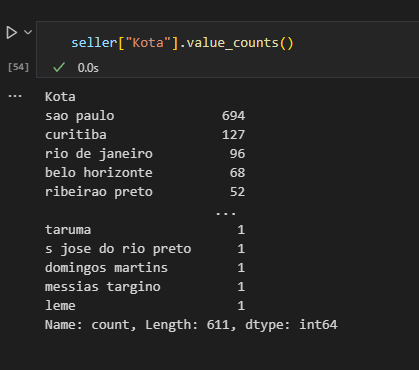 seller["Kota"].value_counts()
[54]
0.0s
...
Kota
sao paulo 694
curitiba 127
rio de janeiro 96
belo horizonte 68
ribeirao preto 52
...
taruma 1
s jose do rio preto 1
domingos martins 1
messias targino 1
leme 1
Name: count, Length: 611, dtype: int64